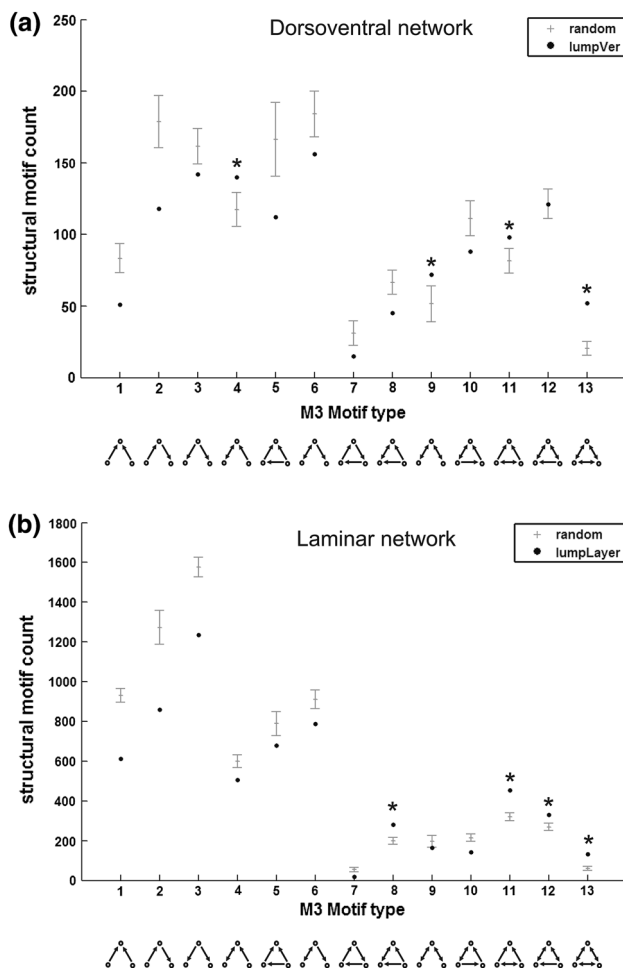 (a)
Dorsoventral network
random
lumpVer
structural motif count
250
200
150
100
50
0
* * * *
1 2 3 4 5 6 7 8 9 10 11 12 13
M3 Motif type
(b)
Laminar network
random
lumpLayer
structural motif count
1800
1600
1400
1200
1000
800
600
400
200
0
* * * *
1 2 3 4 5 6 7 8 9 10 11 12 13
M3 Motif type